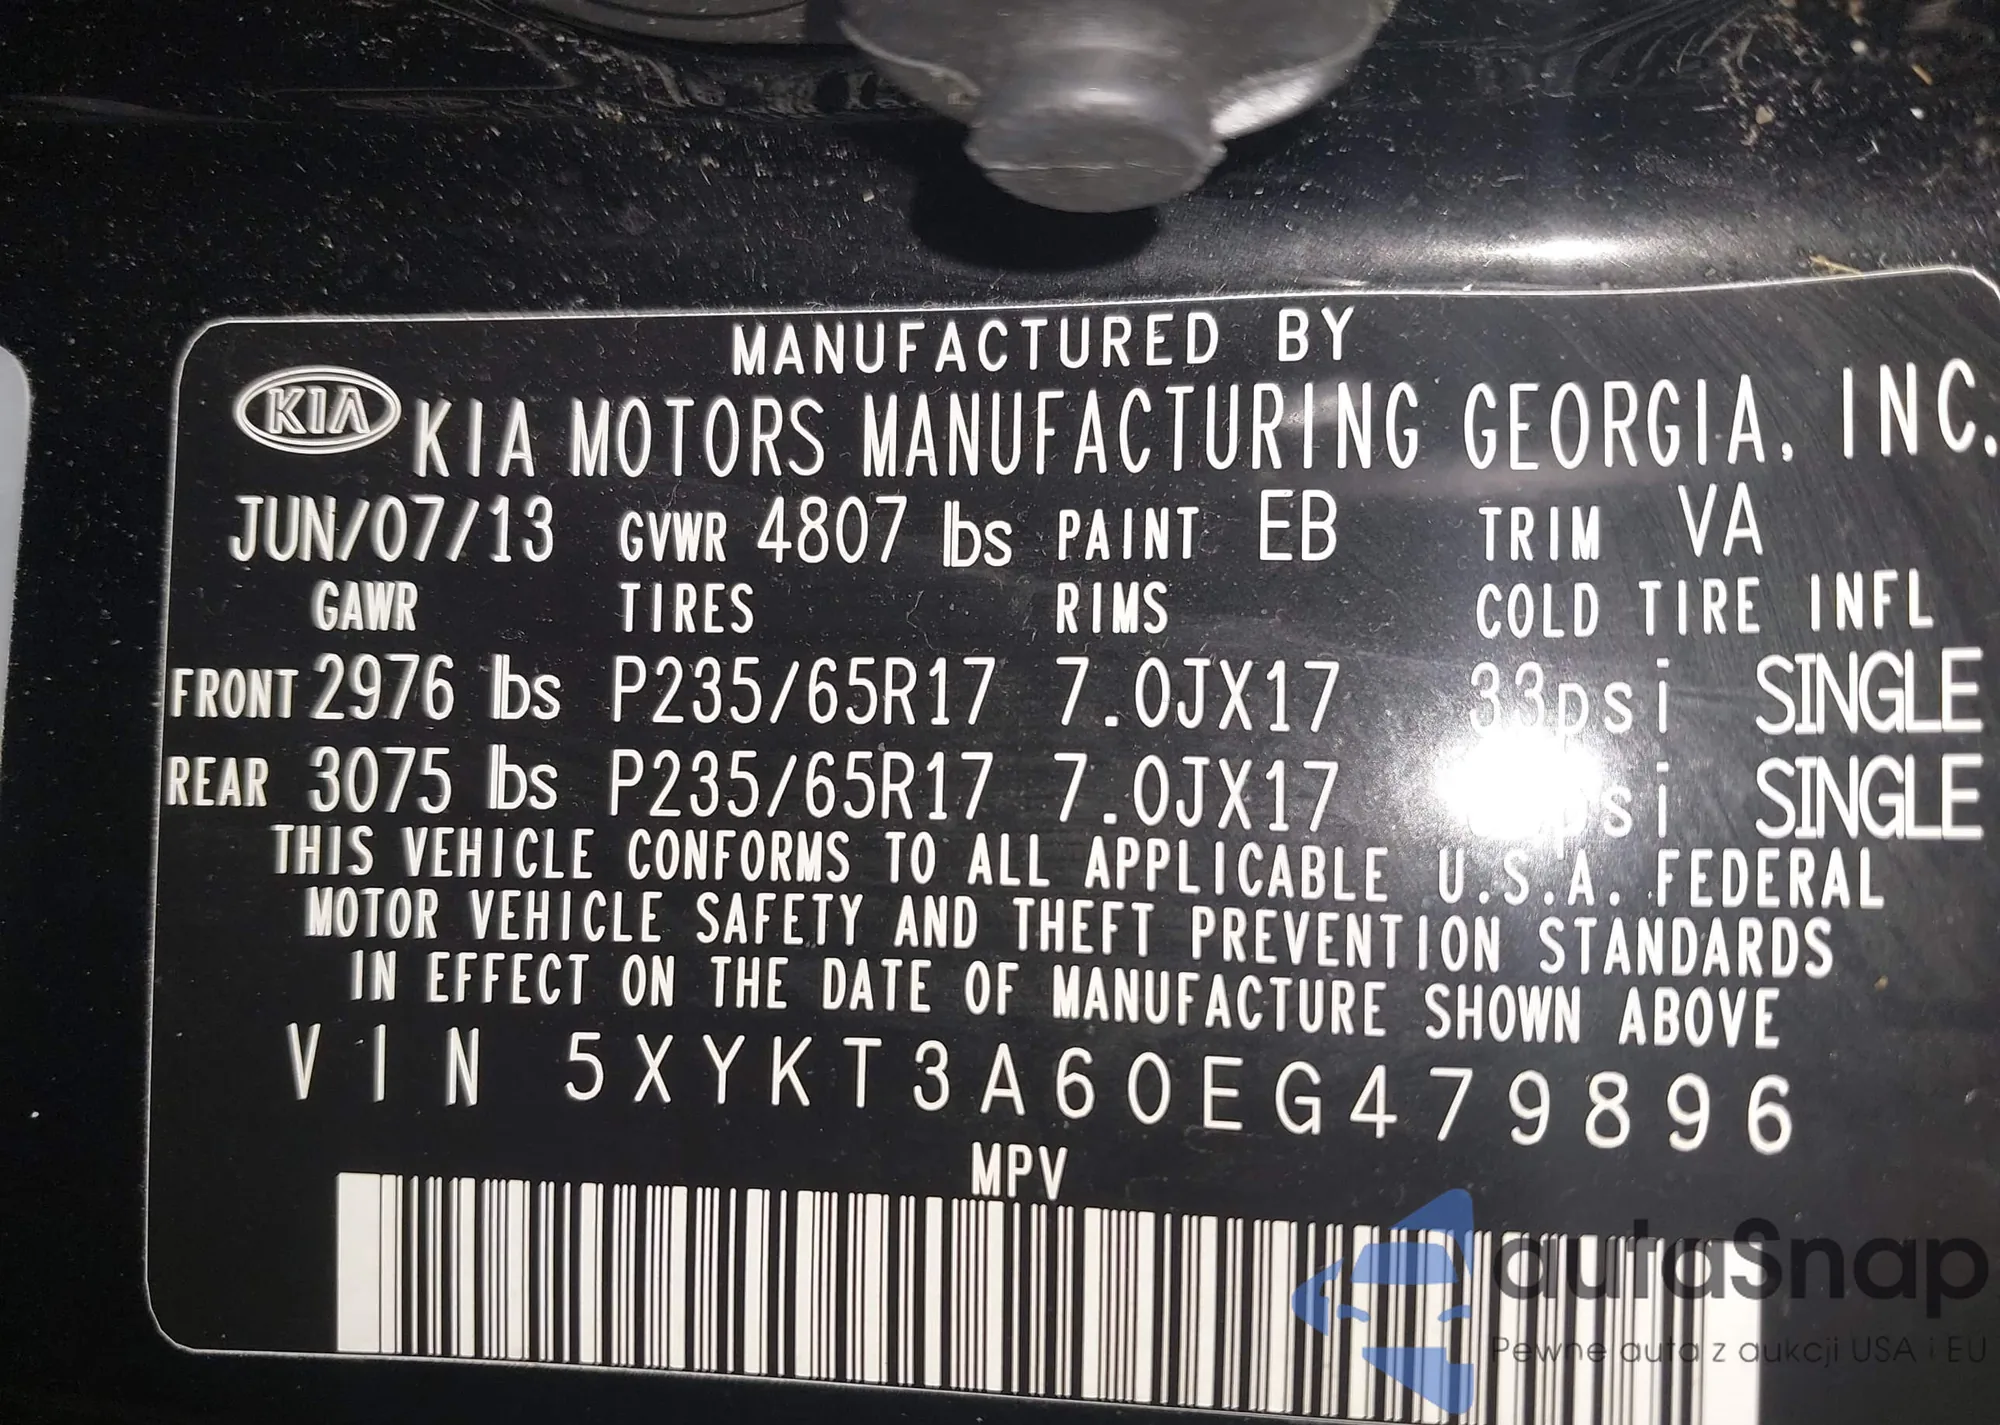 MANUFACTURED BY
KIA KIA MOTORS MANUFACTURING GEORGIA, INC.
JUN/07/13 GVWR 4807 lbs PAINT EB TRIM VA
GAWR TIRES RIMS COLD TIRE INFL
FRONT 2976 lbs P235/65R17 7.0JX17 33psi SINGLE
REAR 3075 lbs P235/65R17 7.0JX17 SINGLE
THIS VEHICLE CONFORMS TO ALL APPLICABLE U.S.A. FEDERAL
MOTOR VEHICLE SAFETY AND THEFT PREVENTION STANDARDS
IN EFFECT ON THE DATE OF MANUFACTURE SHOWN ABOVE
VIN 5XYKT3A60EG479896
MPV
autaSnap
Pewne auta z aukcji USA i EU